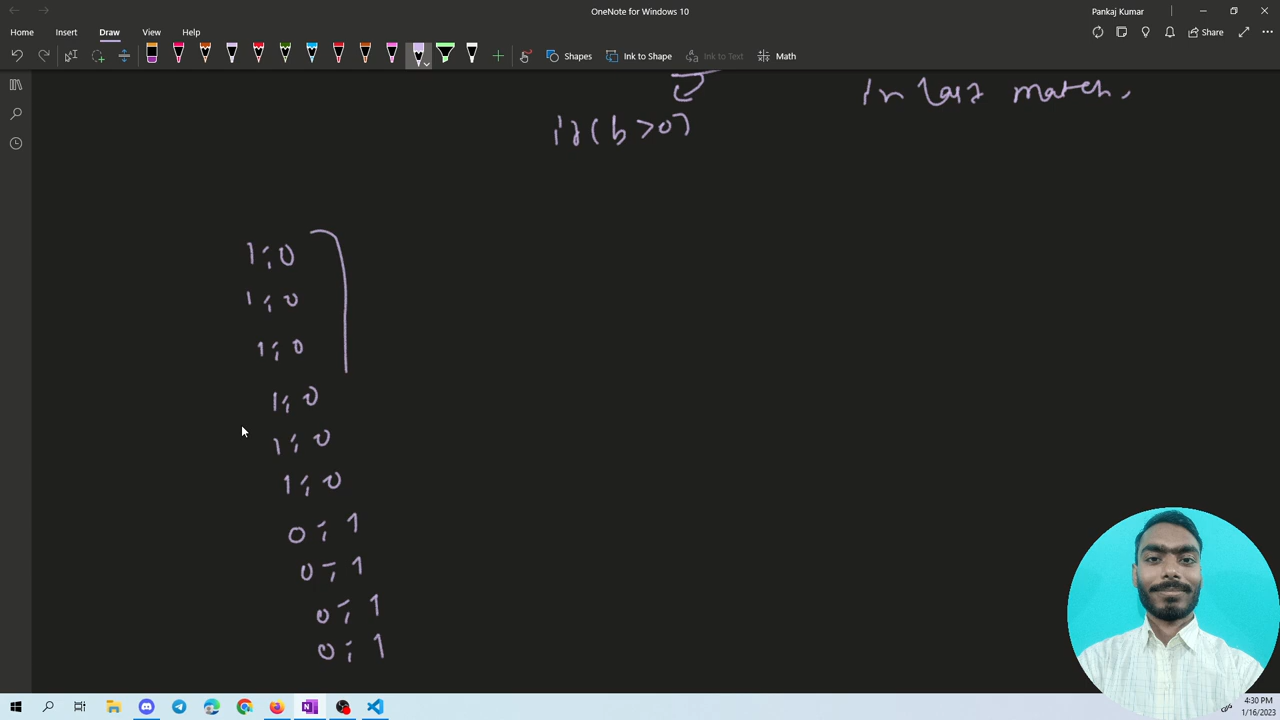 OneNote for Windows 10
Pankaj Kumar
Home Insert Draw View Help
Share
Shapes Ink to Shape Ink to Text Math
in last match.
if(b>0)
1:0
1:0
1:0
1:0
1:0
1:0
0:1
0:1
0:1
0:1
4:30 PM
1/16/2023